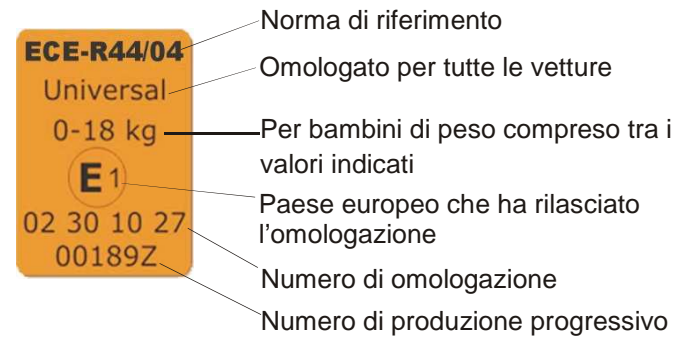 ECE-R44/04
Universal
0-18 kg
E 1
02 30 10 27
00189Z
Norma di riferimento
Omologato per tutte le vetture
Per bambini di peso compreso tra i
valori indicati
Paese europeo che ha rilasciato
l’omologazione
Numero di omologazione
Numero di produzione progressivo